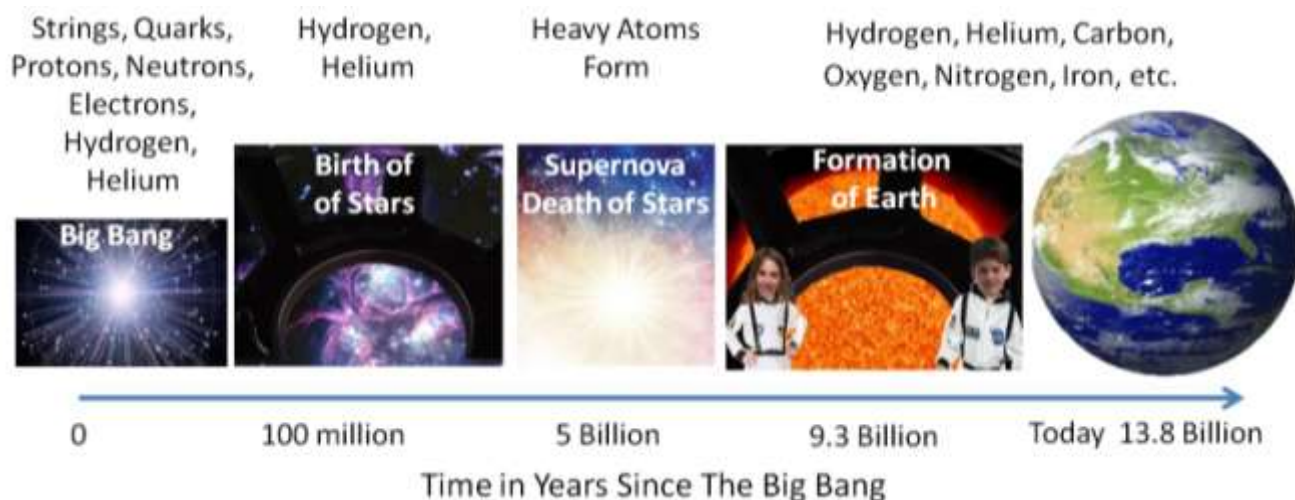 Strings, Quarks,
Protons, Neutrons,
Electrons,
Hydrogen,
Helium
Hydrogen,
Helium
Heavy Atoms
Form
Hydrogen, Helium, Carbon,
Oxygen, Nitrogen, Iron, etc.
Big Bang
Birth of
of Stars
Supernova
Death of Stars
Formation
of Earth
0
100 million
5 Billion
9.3 Billion
Today 13.8 Billion
Time in Years Since The Big Bang